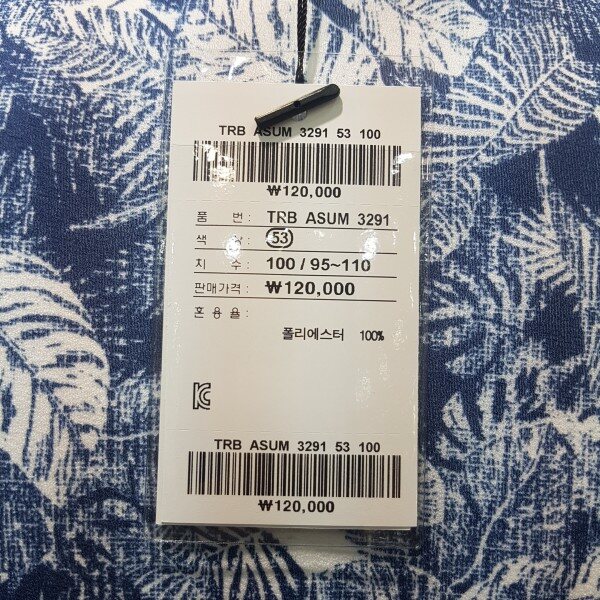 TRB ASUM 3291 53 100
₩120,000
품 번 : TRB ASUM 3291
색 상 : 53
치 수 : 100 / 95~110
판매가격 : ₩120,000
혼 용 율 :
폴리에스터 100%
TRB ASUM 3291 53 100
₩120,000